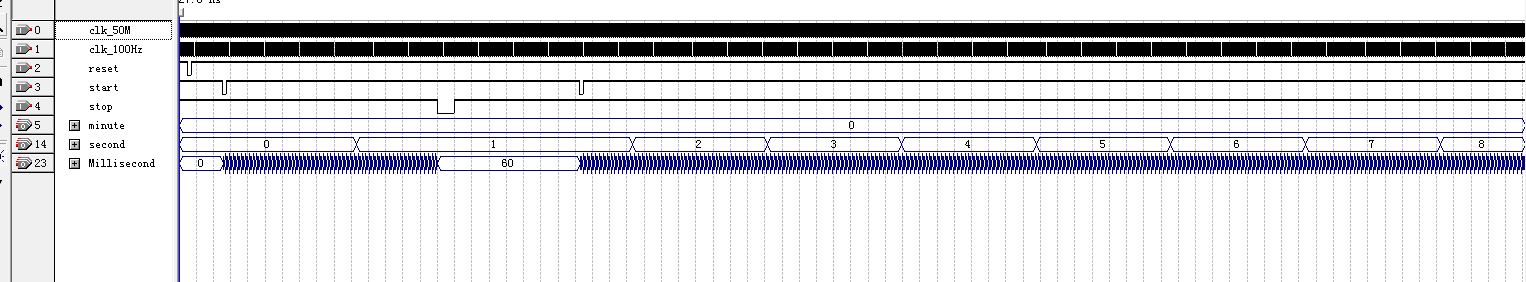 0 clk_50M
1 clk_100Hz
2 reset
3 start
4 stop
5 minute 0
14 second 0 1 2 3 4 5 6 7 8
23 Millisecond 0 60